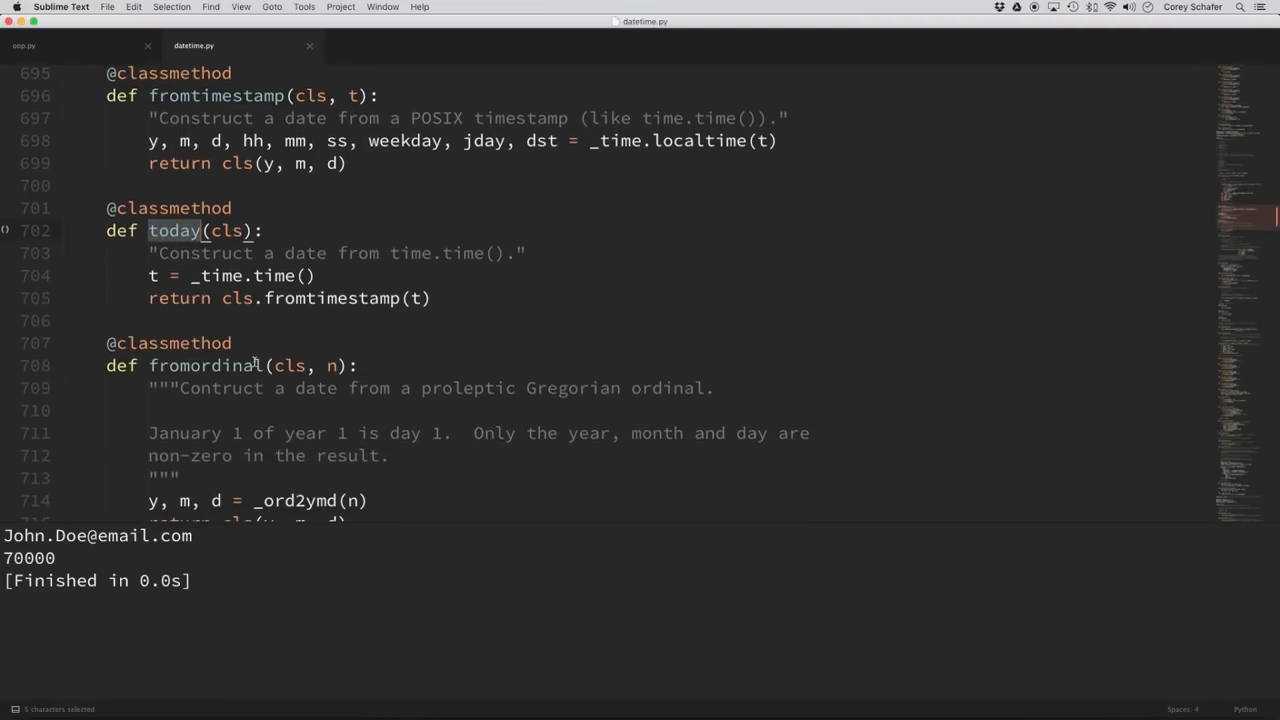 Sublime Text File Edit Selection Find View Goto Tools Project Window Help Corey Schafer
datetime.py
oop.py datetime.py
695 @classmethod
696 def fromtimestamp(cls, t):
697 "Construct a date from a POSIX timestamp (like time.time())."
698 y, m, d, hh, mm, ss, weekday, jday, dst = _time.localtime(t)
699 return cls(y, m, d)
700
701 @classmethod
() 702 def today(cls):
703 "Construct a date from time.time()."
704 t = _time.time()
705 return cls.fromtimestamp(t)
706
707 @classmethod
708 def fromordinal(cls, n):
709 """Contruct a date from a proleptic Gregorian ordinal.
710
711 January 1 of year 1 is day 1.  Only the year, month and day are
712 non-zero in the result.
713 """
714 y, m, d = _ord2ymd(n)
715 return cls(y, m, d)
John.Doe@email.com
70000
[Finished in 0.0s]
5 characters selected Spaces: 4 Python